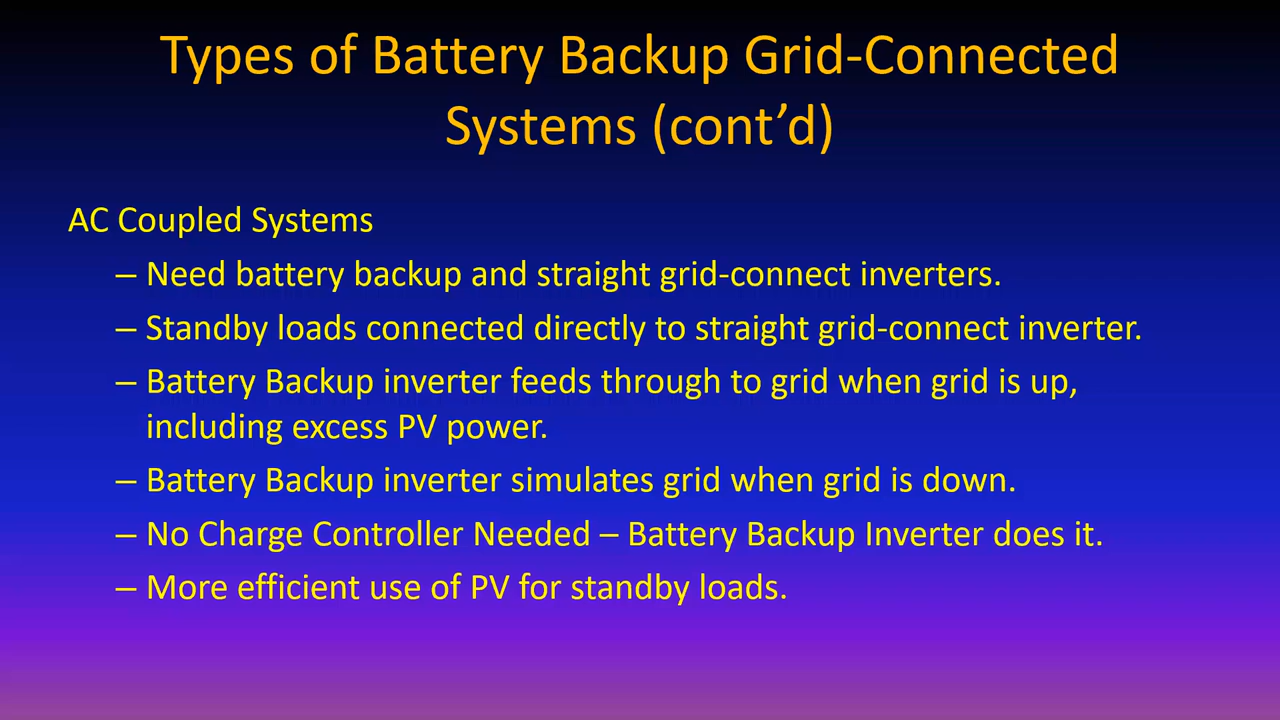 Types of Battery Backup Grid-Connected
Systems (cont’d)
AC Coupled Systems
– Need battery backup and straight grid-connect inverters.
– Standby loads connected directly to straight grid-connect inverter.
– Battery Backup inverter feeds through to grid when grid is up,
including excess PV power.
– Battery Backup inverter simulates grid when grid is down.
– No Charge Controller Needed – Battery Backup Inverter does it.
– More efficient use of PV for standby loads.